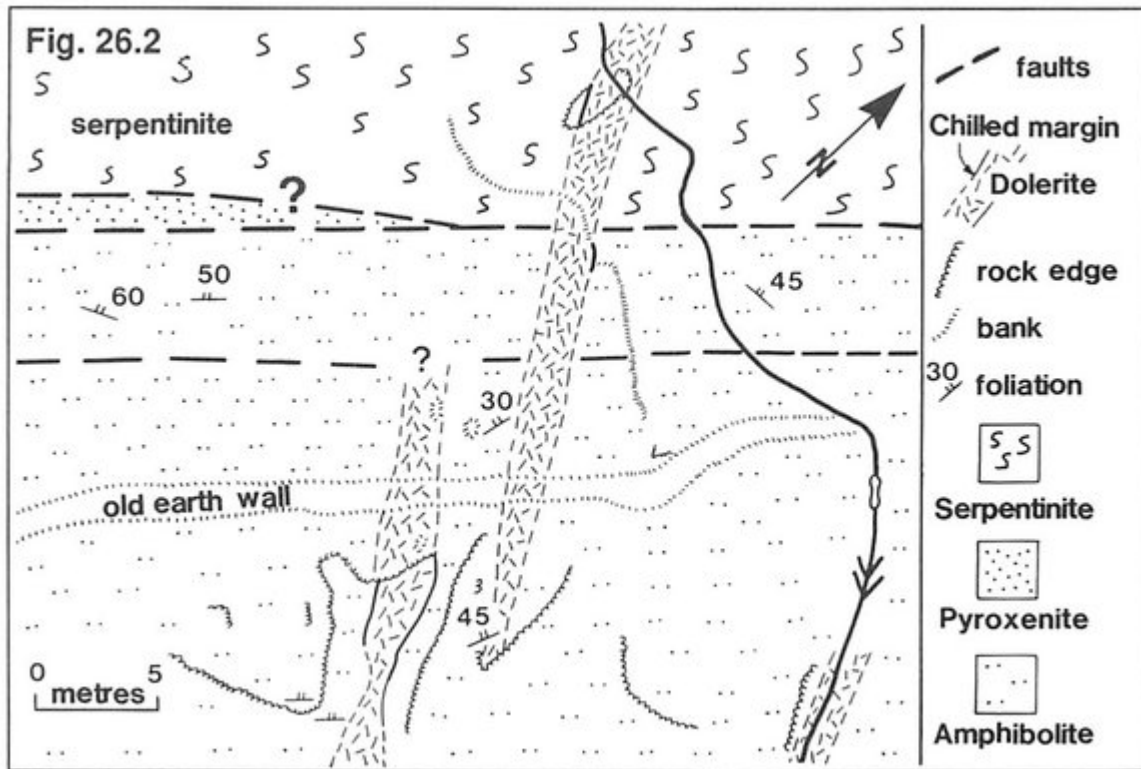 Fig. 26.2
serpentinite
?
50
60
45
?
30
old earth wall
45
0 5
metres
N
faults
Chilled margin
Dolerite
rock edge
bank
30
foliation
S S S
Serpentinite
Pyroxenite
Amphibolite